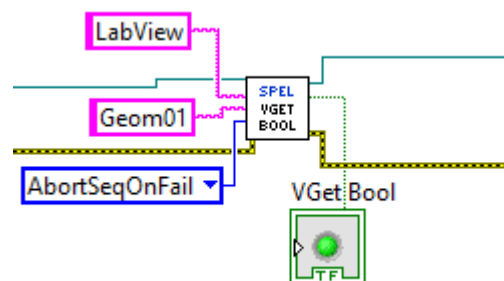 LabView
SPEL
VGET
BOOL
Geom01
AbortSeqOnFail
VGet Bool
TF